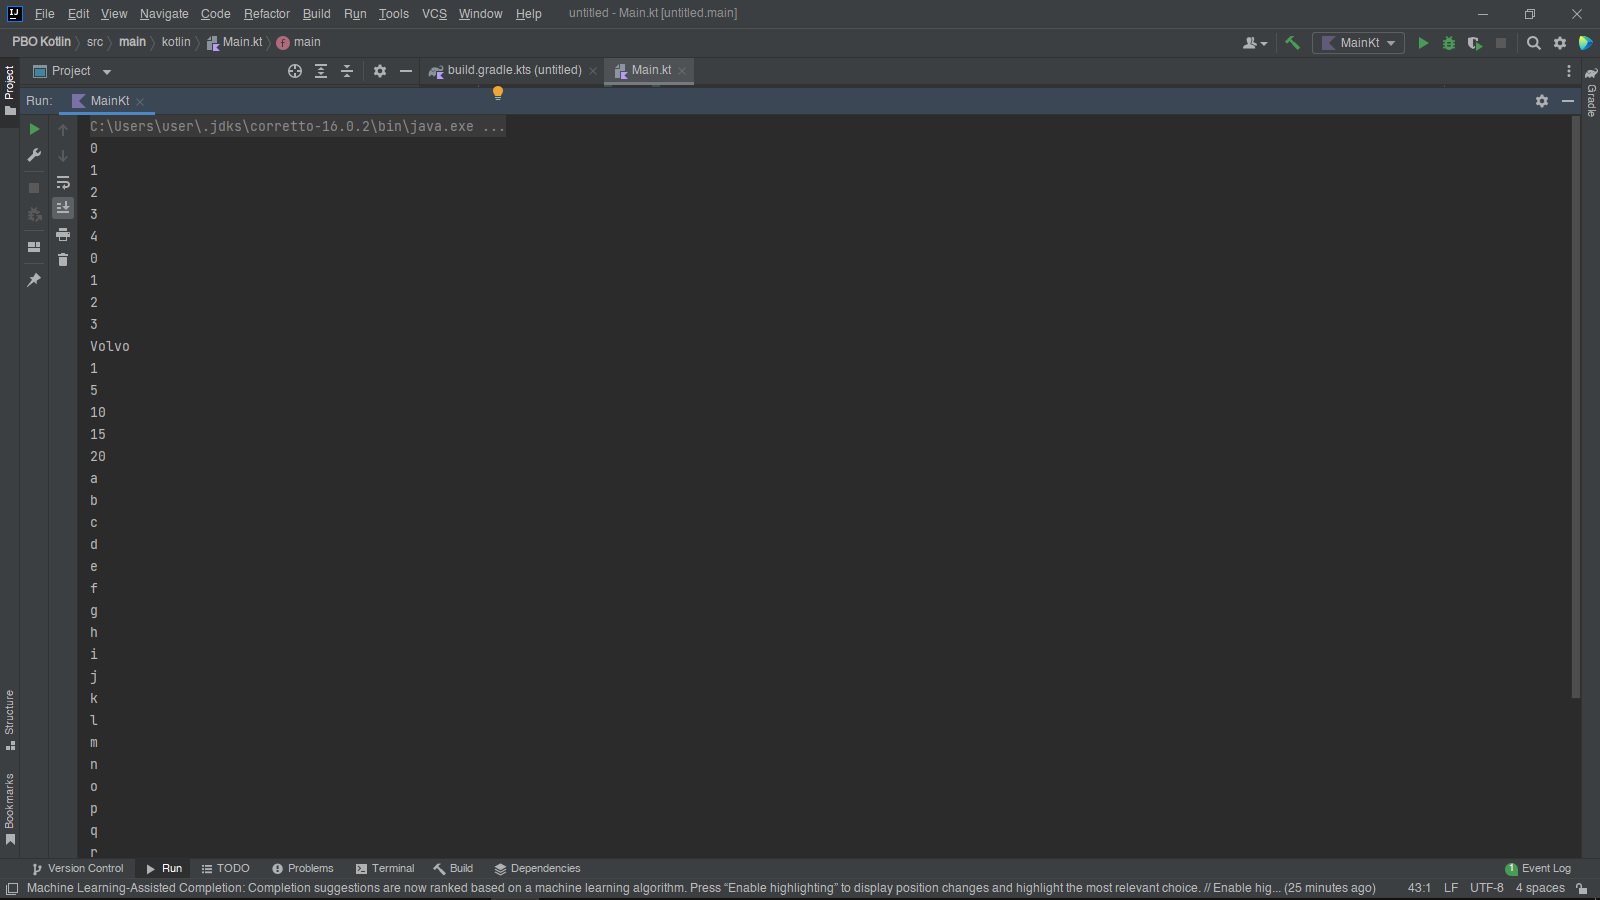 File Edit View Navigate Code Refactor Build Run Tools VCS Window Help untitled - Main.kt [untitled.main]
PBO Kotlin src main kotlin Main.kt main MainKt
Project build.gradle.kts (untitled) Main.kt
Run: MainKt
C:\Users\user\.jdks\corretto-16.0.2\bin\java.exe ...
0
1
2
3
4
0
1
2
3
Volvo
1
5
10
15
20
a
b
c
d
e
f
g
h
i
j
k
l
m
n
o
p
q
r
Project
Structure
Bookmarks
Gradle
Version Control Run TODO Problems Terminal Build Dependencies 1 Event Log
Machine Learning-Assisted Completion: Completion suggestions are now ranked based on a machine learning algorithm. Press “Enable highlighting” to display position changes and highlight the most relevant choice. // Enable hig... (25 minutes ago) 43:1 LF UTF-8 4 spaces